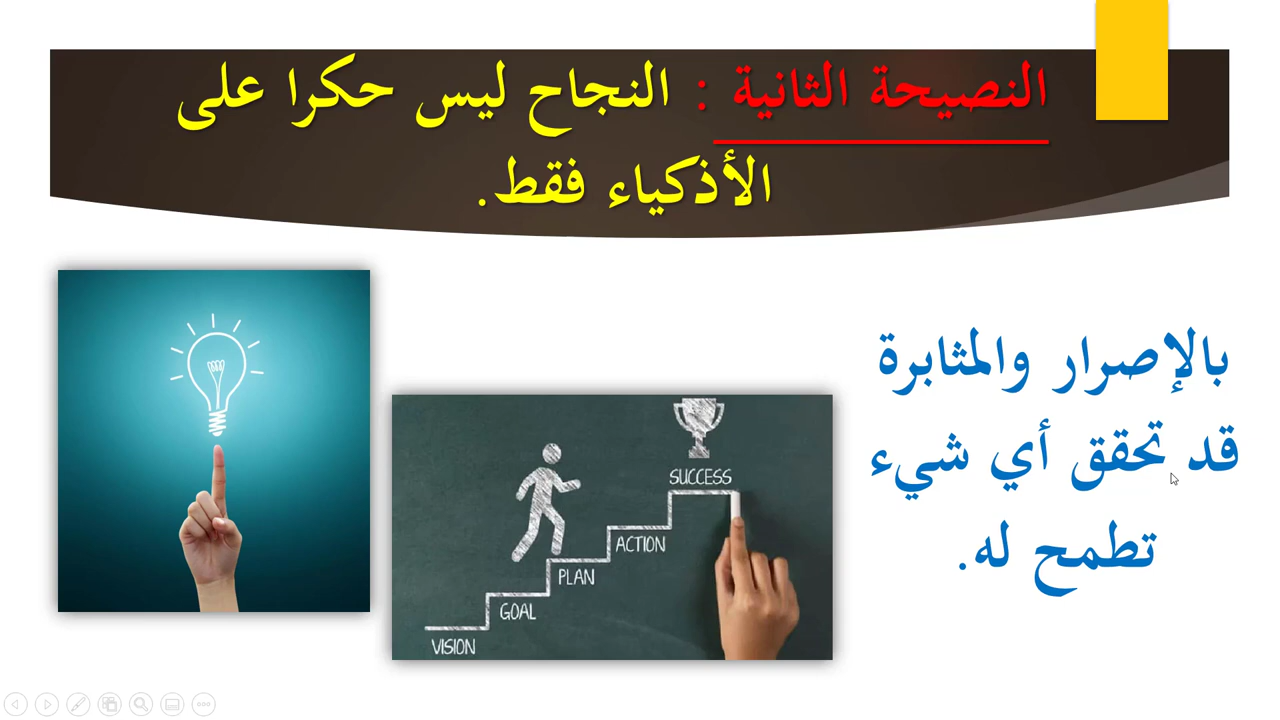 النصيحة الثانية : النجاح ليس حكرا على
الأذكياء فقط.
بالإصرار والمثابرة
قد تحقق أي شيء
تطمح له.
SUCCESS
ACTION
PLAN
GOAL
VISION